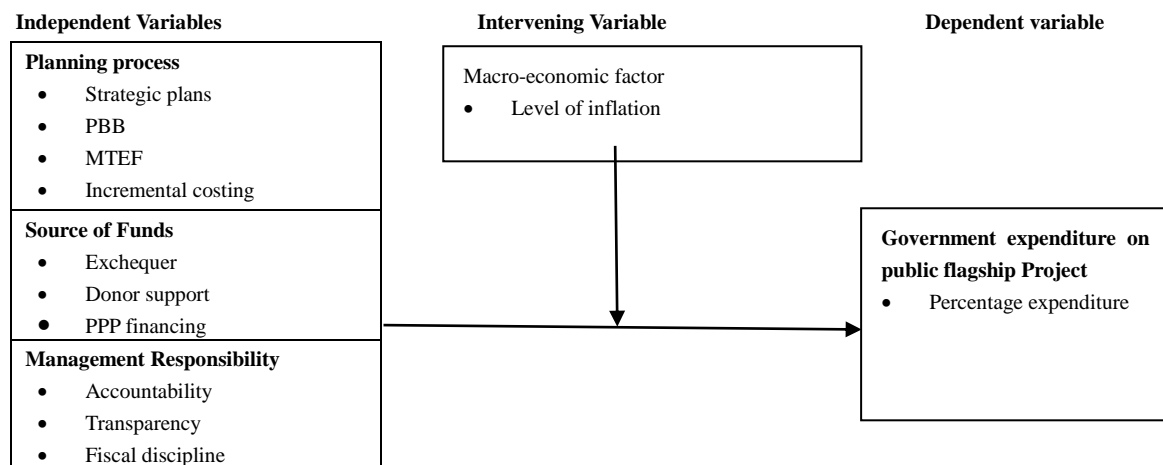 Independent Variables
Planning process
• Strategic plans
• PBB
• MTEF
• Incremental costing
Source of Funds
• Exchequer
• Donor support
• PPP financing
Management Responsibility
• Accountability
• Transparency
• Fiscal discipline
Intervening Variable
Macro-economic factor
• Level of inflation
Dependent variable
Government expenditure on
public flagship Project
• Percentage expenditure